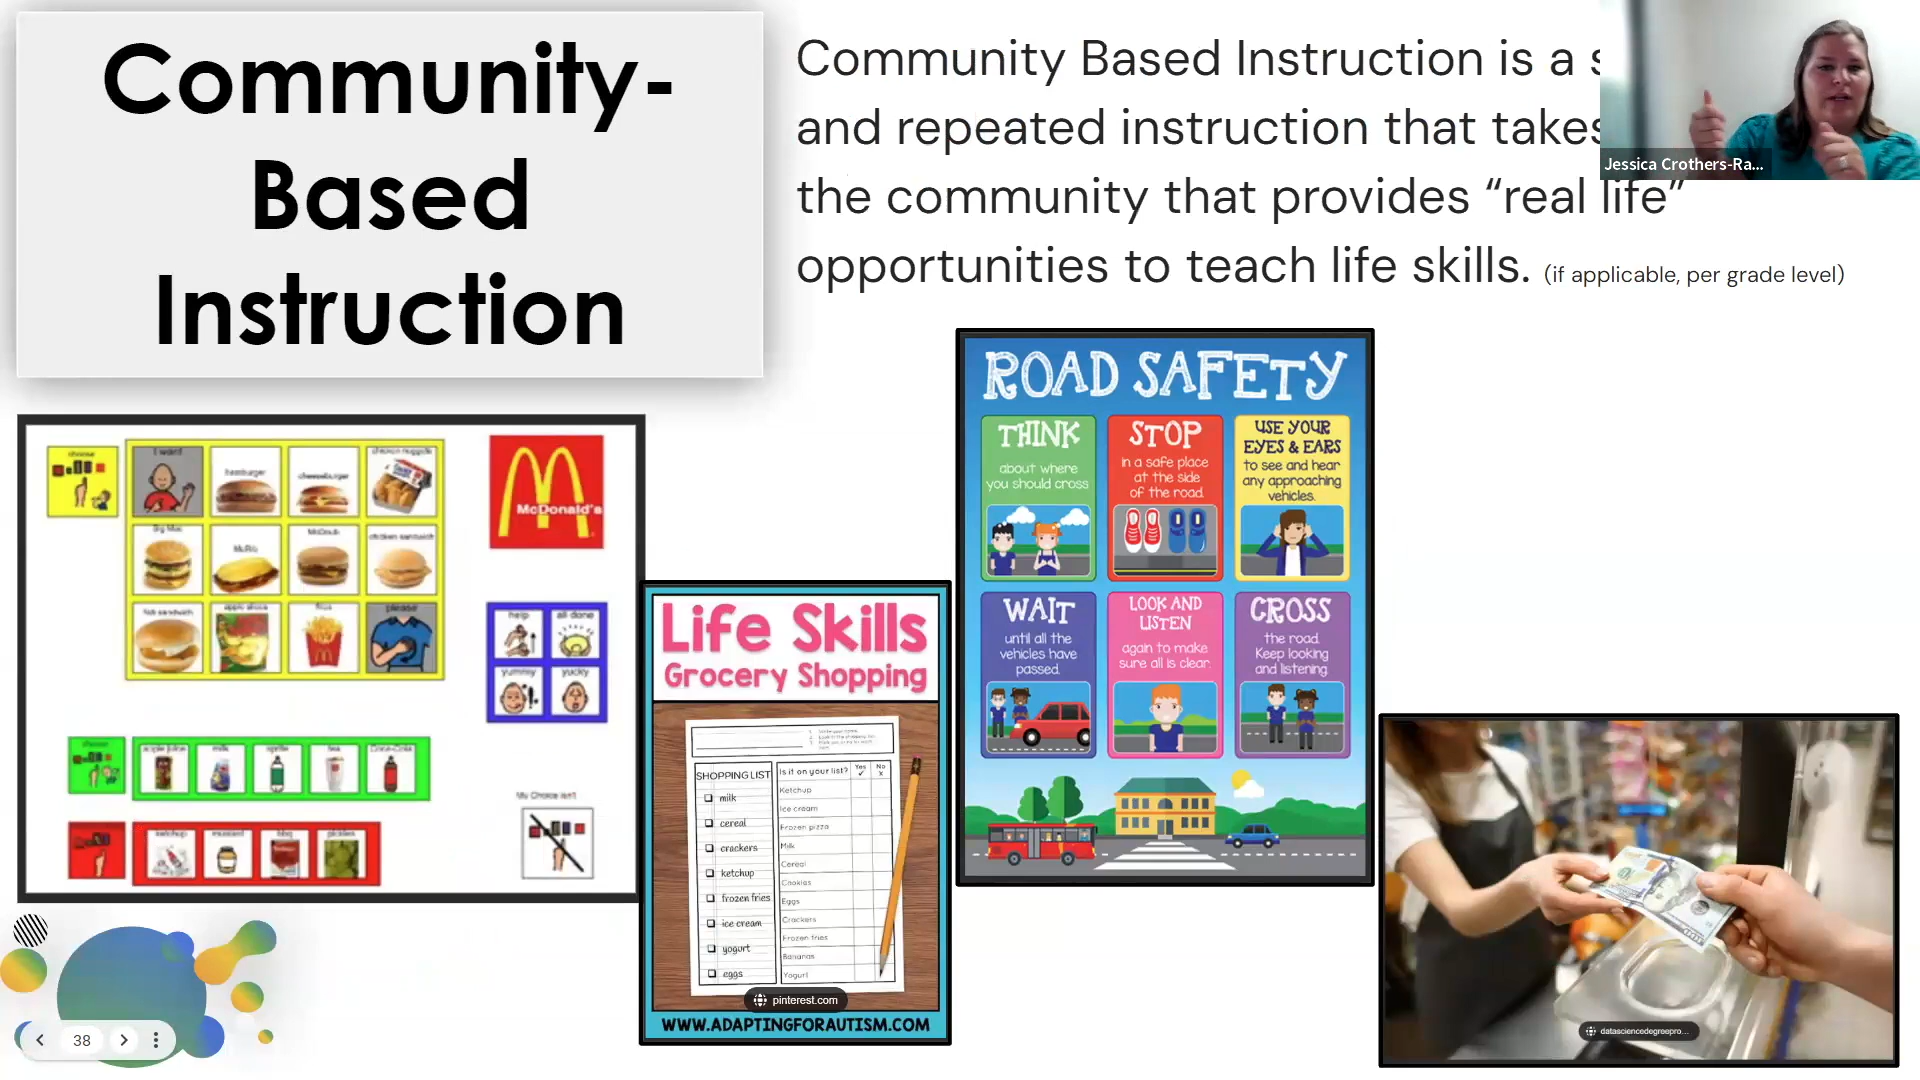 Community-
Based
Instruction
Community Based Instruction is a
and repeated instruction that takes
the community that provides “real life”
opportunities to teach life skills. (if applicable, per grade level)
Jessica Crothers-Ra...
choose
I want
hamburger
cheeseburger
chicken nuggets
Big Mac
McRib
McDouble
chicken sandwich
fish sandwich
apple slices
fries
please
McDonald's
help
all done
yummy
yucky
apple juice
milk
sprite
tea
Coca-Cola
ketchup
mustard
bbq
pickles
My Choice isn't
Life Skills
Grocery Shopping
SHOPPING LIST
milk
cereal
crackers
ketchup
frozen fries
ice cream
yogurt
eggs
Is it on your list?
Yes
No
Ketchup
Ice cream
Frozen pizza
Milk
Cereal
Cookies
Eggs
Crackers
Frozen fries
Bananas
Yogurt
pinterest.com
WWW.ADAPTINGFORAUTISM.COM
ROAD SAFETY
THINK
about where
you should cross
STOP
in a safe place
at the side
of the road.
USE YOUR
EYES & EARS
to see and hear
any approaching
vehicles.
WAIT
until all the
vehicles have
passed.
LOOK AND
LISTEN
again to make
sure all is clear.
CROSS
the road.
Keep looking
and listening.
datasciencedegreepro...
38